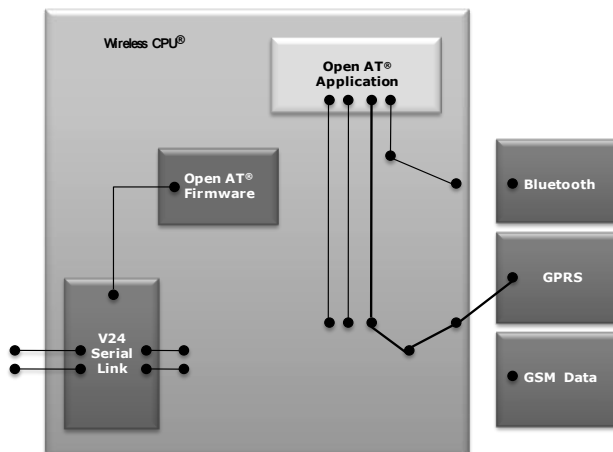 Wireless CPU®
Open AT®
Application
Open AT®
Firmware
Bluetooth
GPRS
V24
Serial
Link
GSM Data